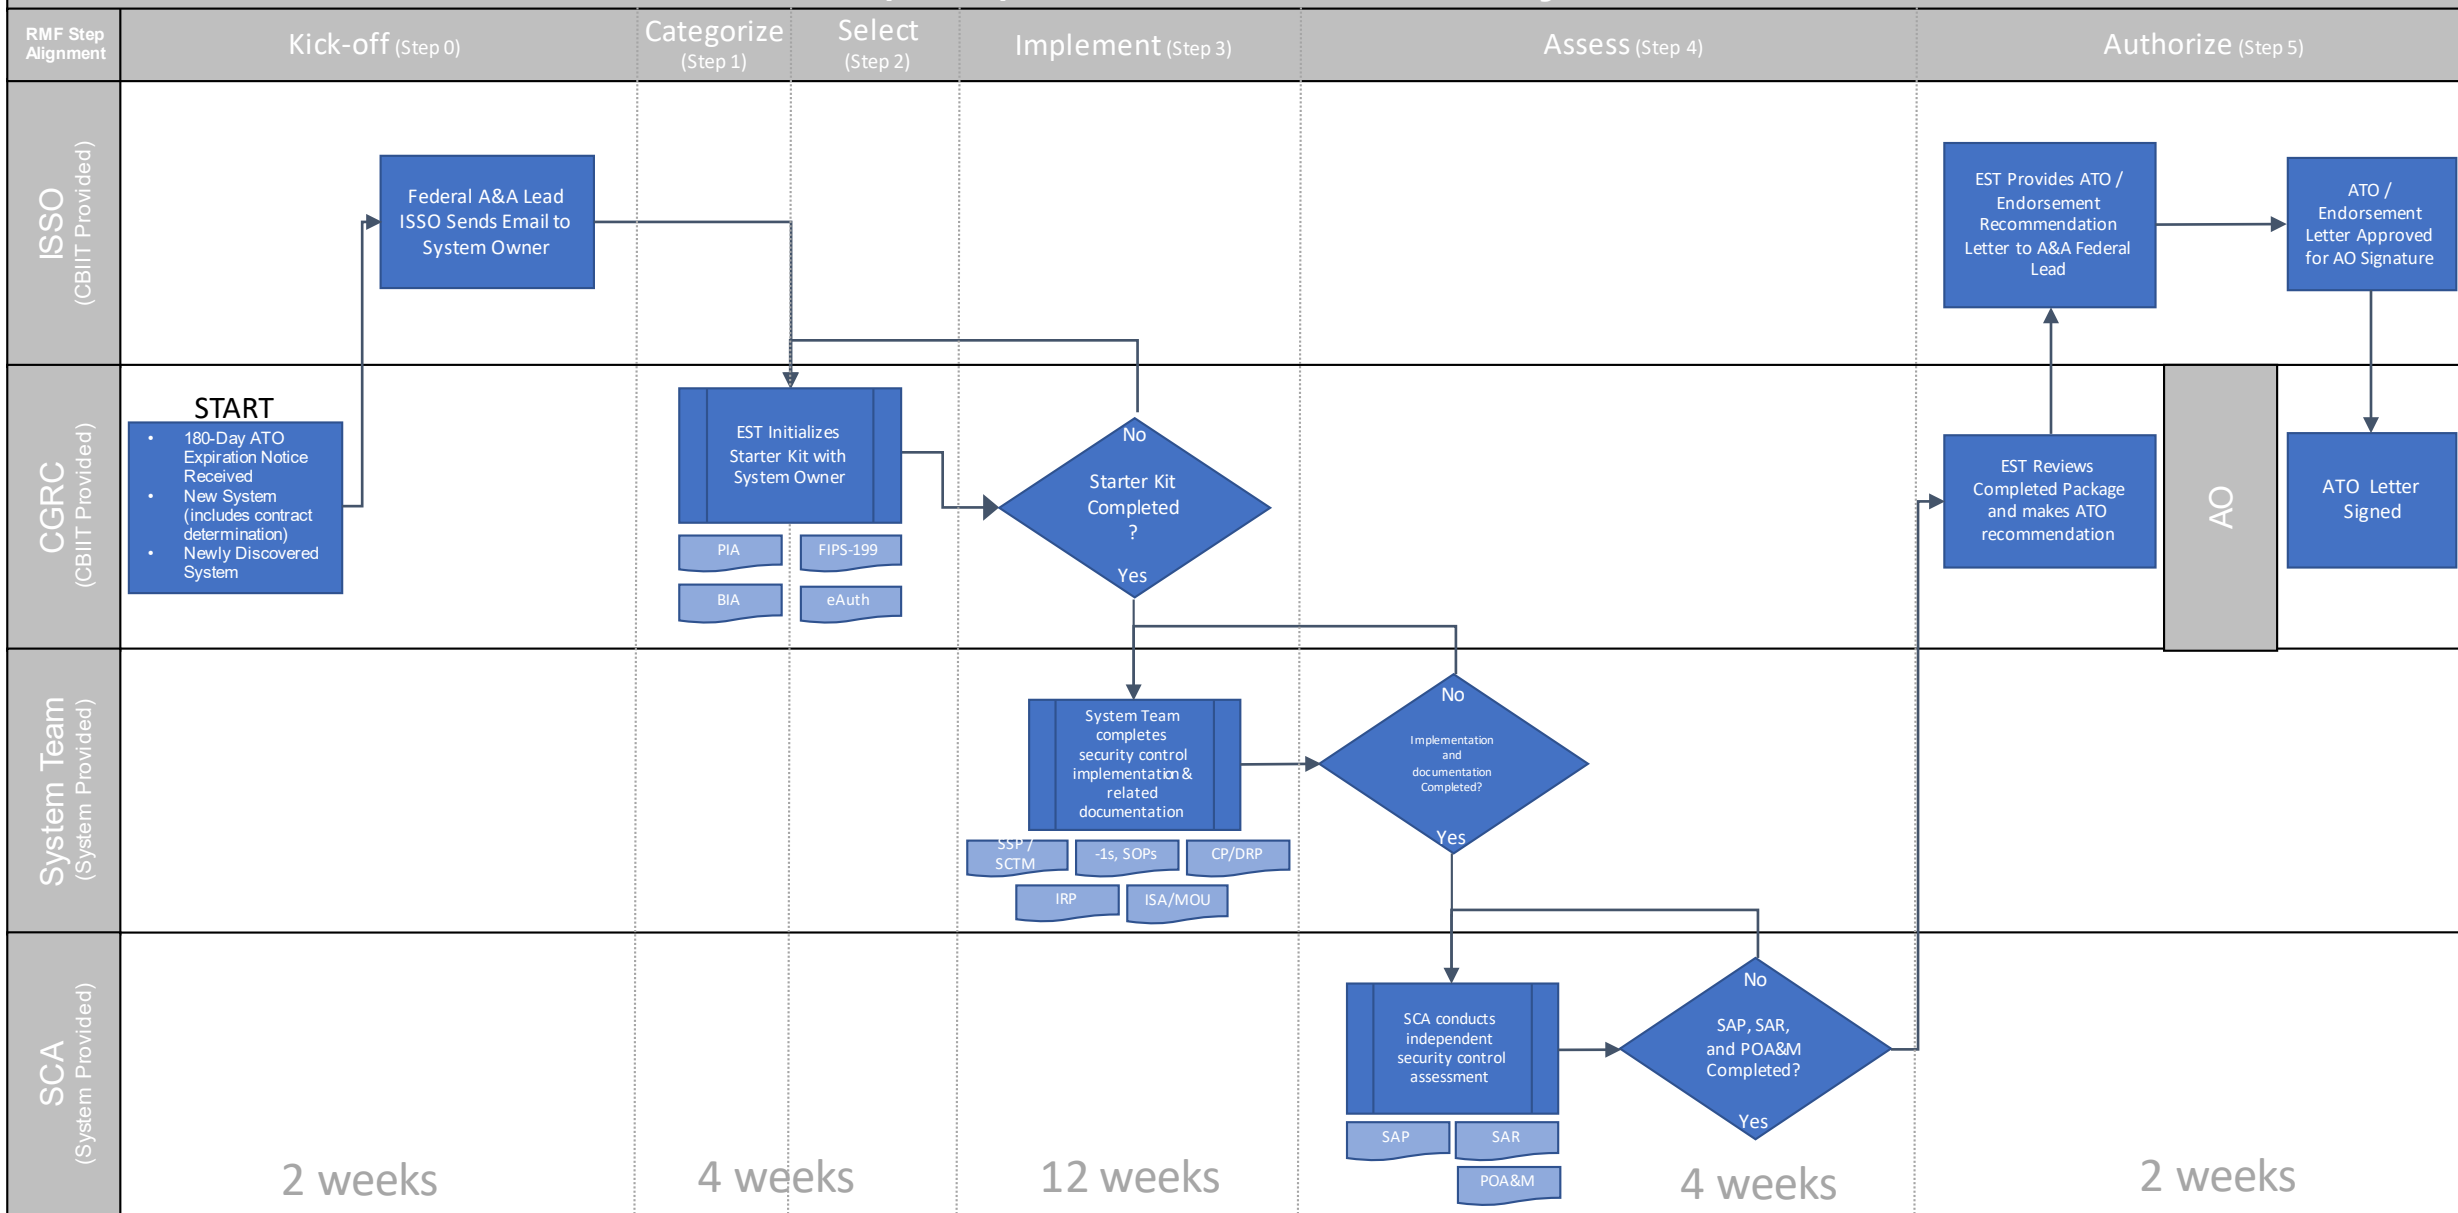 RMF Step
Alignment
Kick-off (Step 0)
Categorize
(Step 1)
Select
(Step 2)
Implement (Step 3)
Assess (Step 4)
Authorize (Step 5)
ISSO
(CBIIT Provided)
Federal A&A Lead
ISSO Sends Email to
System Owner
EST Provides ATO /
Endorsement
Recommendation
Letter to A&A Federal
Lead
ATO /
Endorsement
Letter Approved
for AO Signature
CGRC
(CBIIT Provided)
START
• 180-Day ATO
Expiration Notice
Received
• New System
(includes contract
determination)
• Newly Discovered
System
EST Initializes
Starter Kit with
System Owner
PIA
FIPS-199
BIA
eAuth
No
Starter Kit
Completed
?
Yes
EST Reviews
Completed Package
and makes ATO
recommendation
AO
ATO Letter
Signed
System Team
(System Provided)
System Team
completes
security control
implementation &
related
documentation
SSP /
SCTM
-1s, SOPs
CP/DRP
IRP
ISA/MOU
No
Implementation
and
documentation
Completed?
Yes
SCA
(System Provided)
SCA conducts
independent
security control
assessment
SAP
SAR
POA&M
No
SAP, SAR,
and POA&M
Completed?
Yes
2 weeks
4 weeks
12 weeks
4 weeks
2 weeks